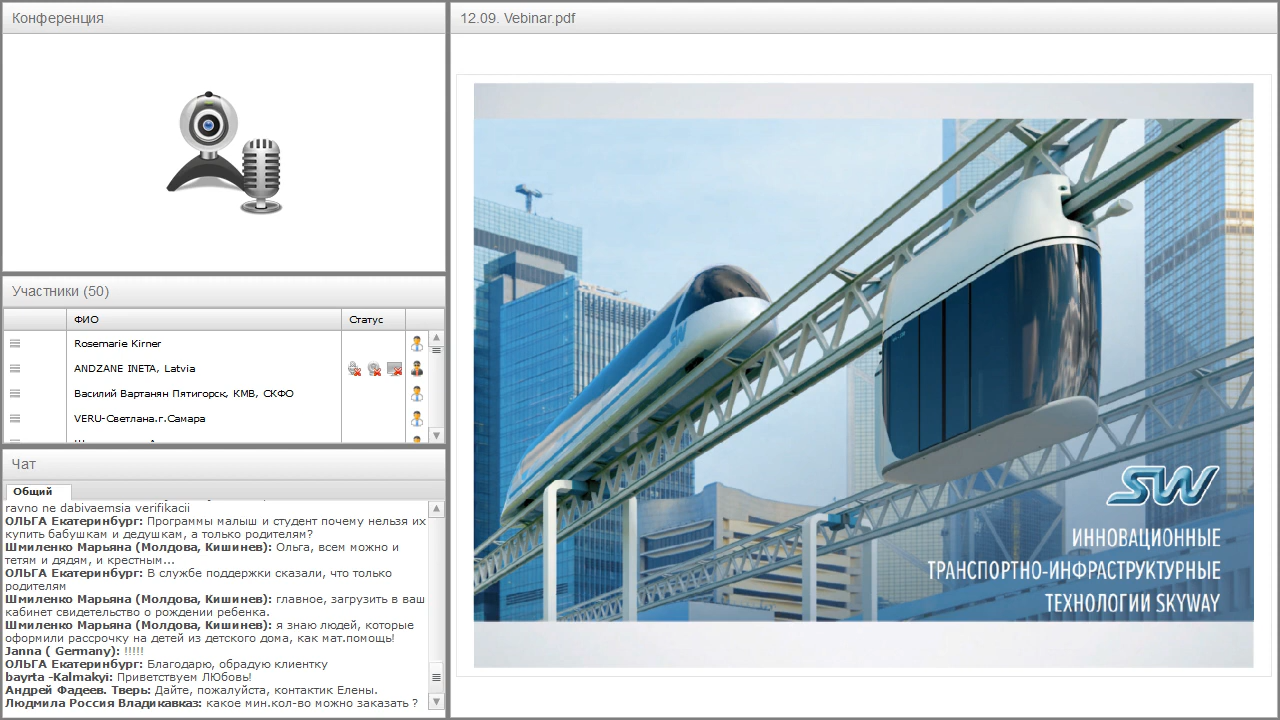 Конференция
12.09. Vebinar.pdf
SW
ИННОВАЦИОННЫЕ
ТРАНСПОРТНО-ИНФРАСТРУКТУРНЫЕ
ТЕХНОЛОГИИ SKYWAY
Участники (50)
ФИО Статус
Rosemarie Kirner
ANDZANE INETA, Latvia
Василий Вартанян Пятигорск, КМВ, СКФО
VERU-Светлана.г.Самара
Чат
Общий
ravno ne dabivaemsia verifikacii
ОЛЬГА Екатеринбург: Программы малыш и студент почему нельзя их
купить бабушкам и дедушкам, а только родителям?
Шмиленко Марьяна (Молдова, Кишинев): Ольга, всем можно и
тетям и дядям, и крестным...
ОЛЬГА Екатеринбург: В службе поддержки сказали, что только
родителям
Шмиленко Марьяна (Молдова, Кишинев): главное, загрузить в ваш
кабинет свидетельство о рождении ребенка.
Шмиленко Марьяна (Молдова, Кишинев): я знаю людей, которые
оформили рассрочку на детей из детского дома, как мат.помощь!
Janna ( Germany): !!!!!
ОЛЬГА Екатеринбург: Благодарю, обрадую клиентку
bayrta -Kalmakyi: Приветствуем ЛЮбовь!
Андрей Фадеев. Тверь: Дайте, пожалуйста, контактик Елены.
Людмила Россия Владикавказ: какое мин.кол-во можно заказать ?